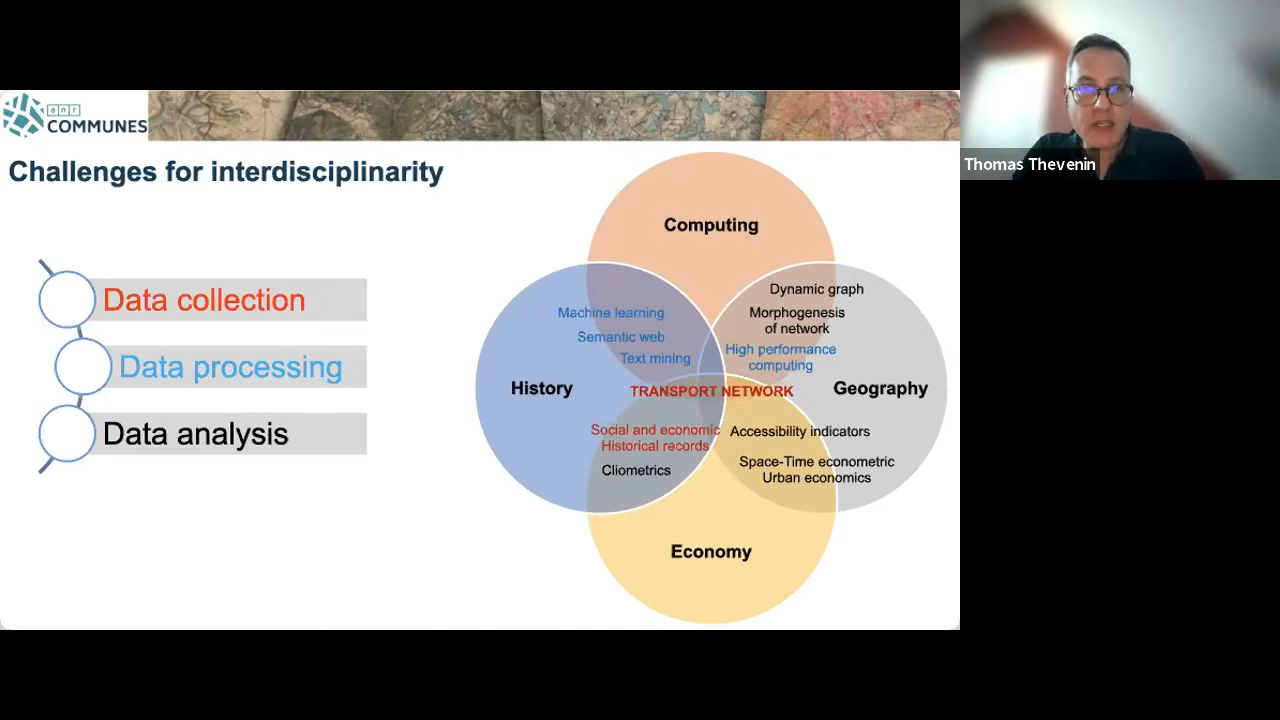 anr
COMMUNES
Challenges for interdisciplinarity
Data collection
Data processing
Data analysis
Computing
Dynamic graph
Machine learning
Morphogenesis
of network
Semantic web
Text mining
High performance
computing
History
TRANSPORT NETWORK
Geography
Social and economic
Historical records
Accessibility indicators
Cliometrics
Space-Time econometric
Urban economics
Economy
Thomas Thevenin